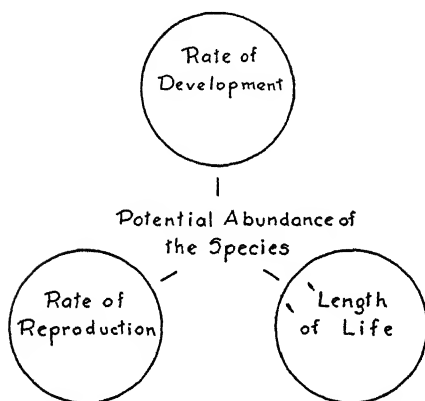 Rate of
Development
Potential Abundance of
the Species
Rate of
Reproduction
Length
of Life